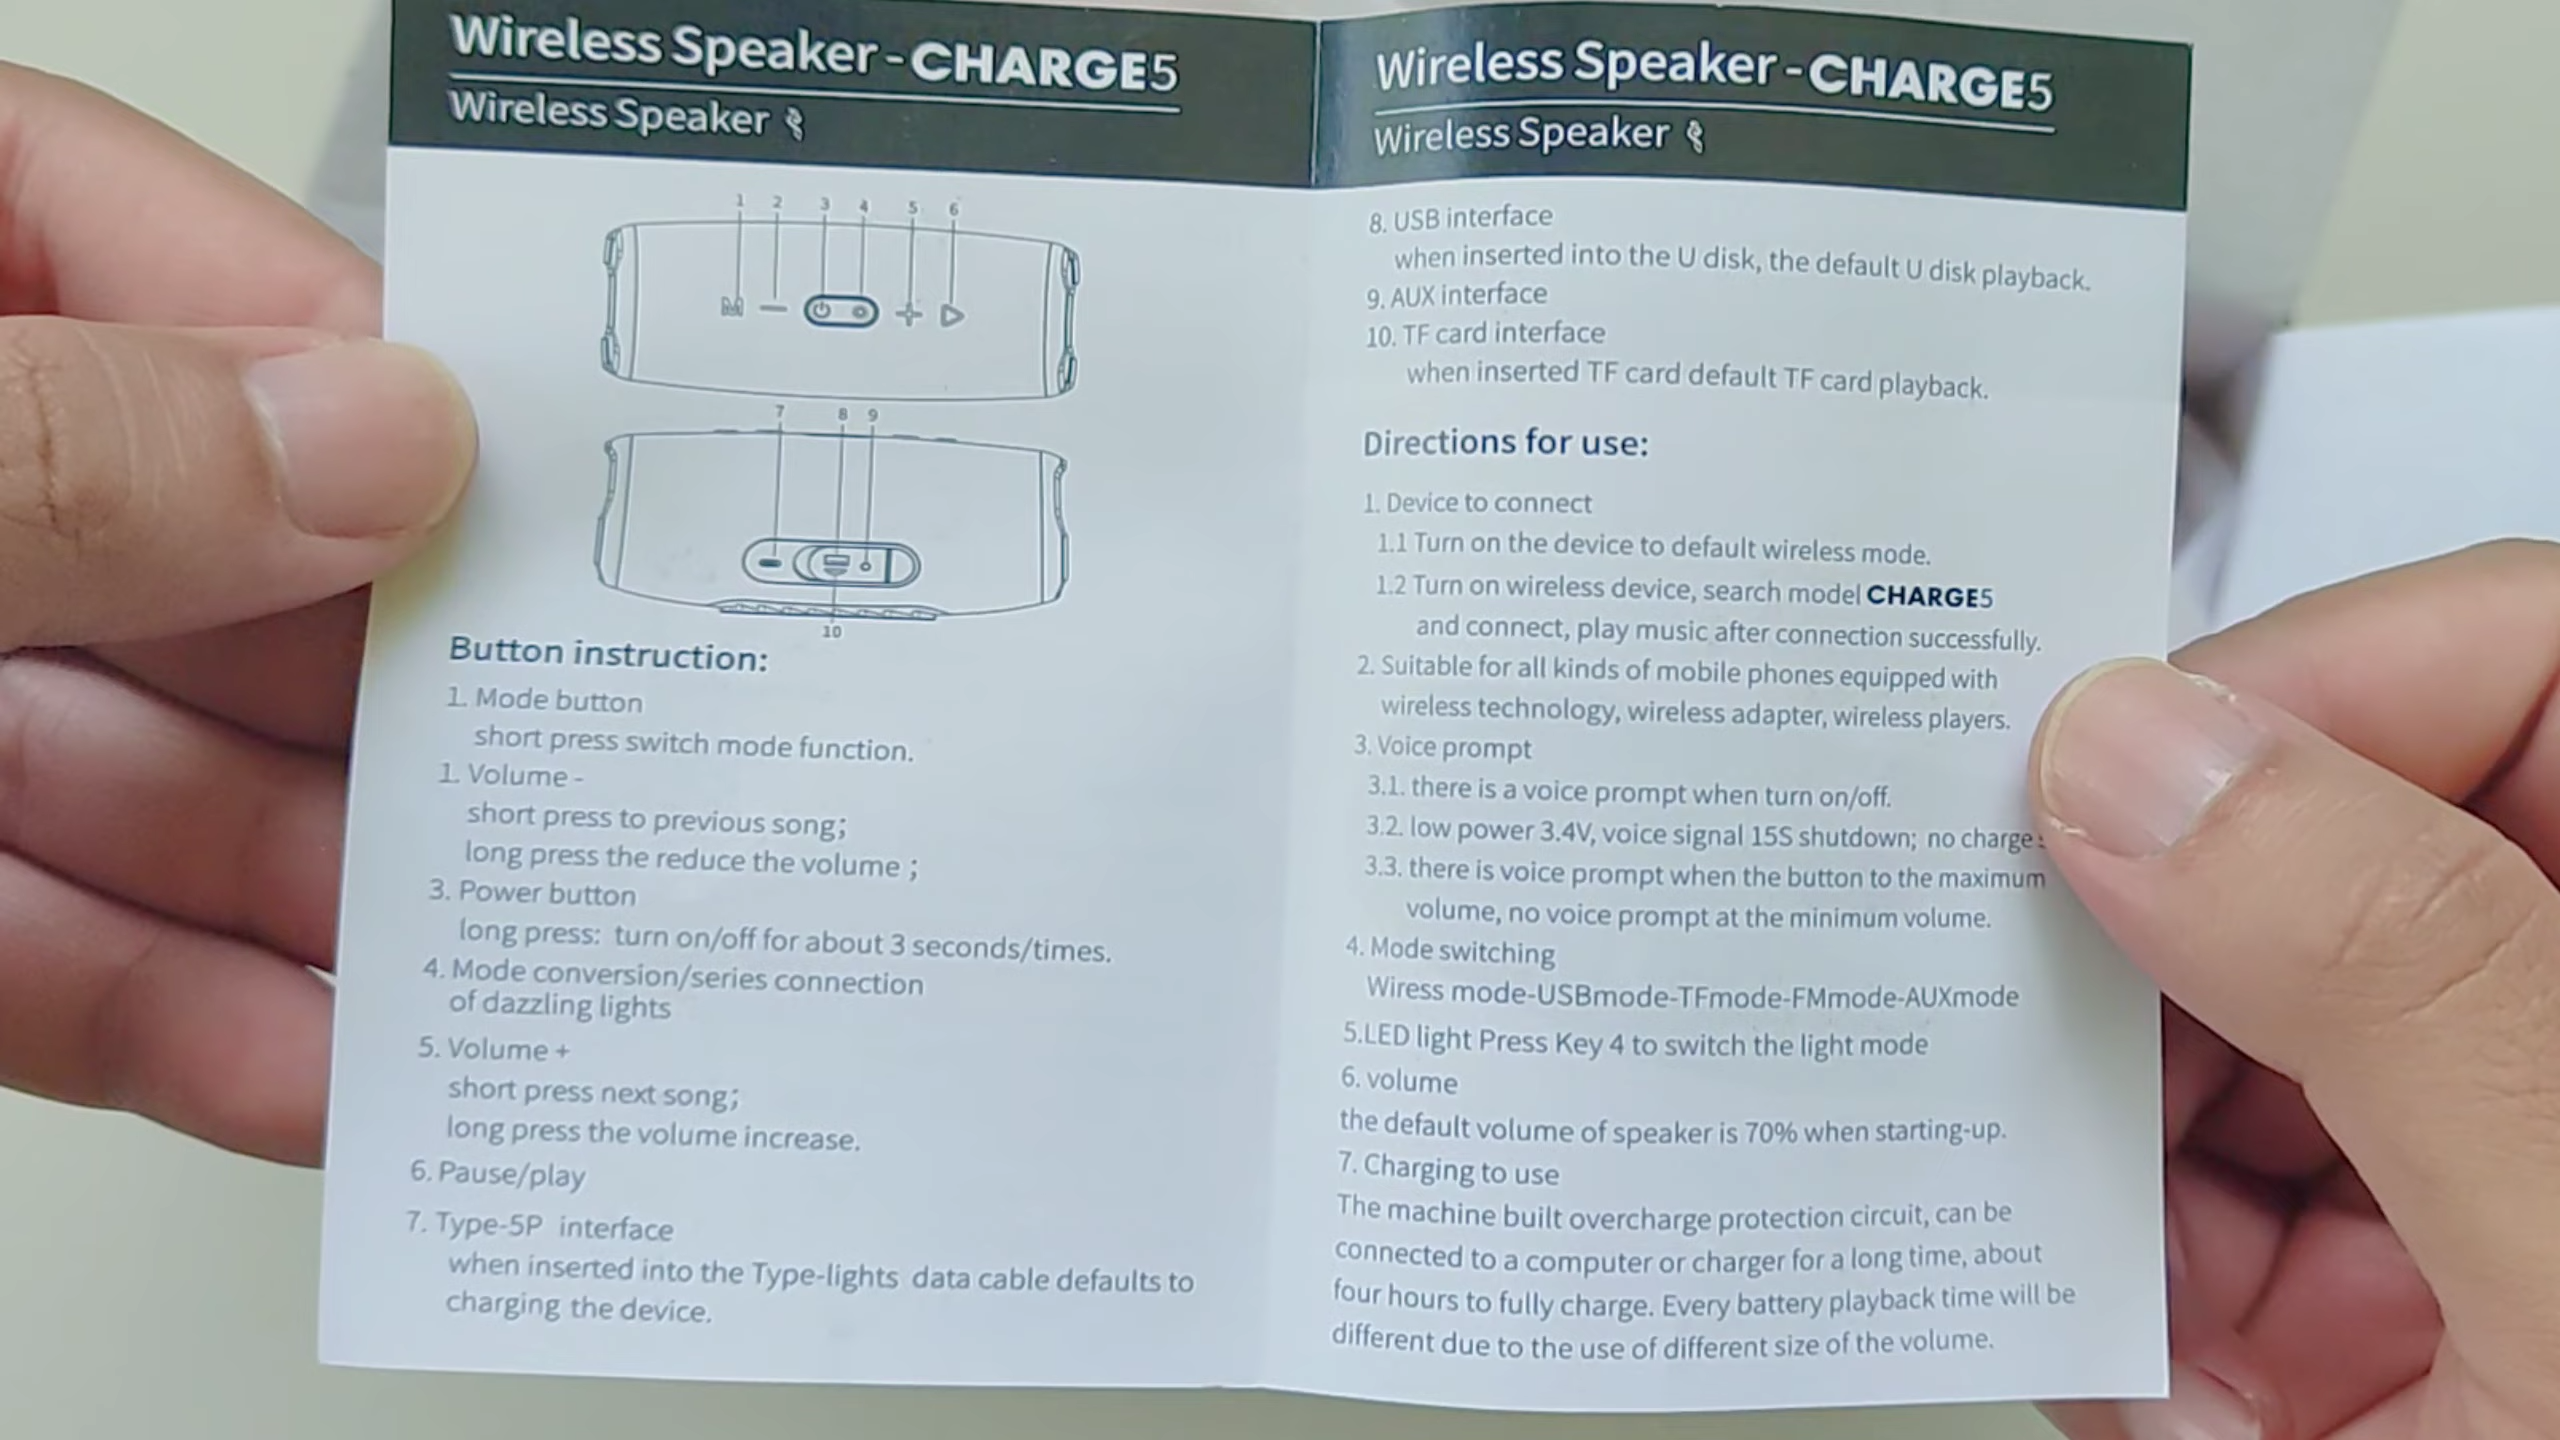 Wireless Speaker - CHARGE5
Wireless Speaker
1 2 3 4 5 6
M
7 8 9
10
Button instruction:
1. Mode button
short press switch mode function.
1. Volume -
short press to previous song;
long press the reduce the volume ;
3. Power button
long press: turn on/off for about 3 seconds/times.
4. Mode conversion/series connection
of dazzling lights
5. Volume +
short press next song;
long press the volume increase.
6. Pause/play
7. Type-5P interface
when inserted into the Type-lights data cable defaults to
charging the device.
Wireless Speaker - CHARGE5
Wireless Speaker
8. USB interface
when inserted into the U disk, the default U disk playback.
9. AUX interface
10. TF card interface
when inserted TF card default TF card playback.
Directions for use:
1. Device to connect
1.1 Turn on the device to default wireless mode.
1.2 Turn on wireless device, search model CHARGE5
and connect, play music after connection successfully.
2. Suitable for all kinds of mobile phones equipped with
wireless technology, wireless adapter, wireless players.
3. Voice prompt
3.1. there is a voice prompt when turn on/off.
3.2. low power 3.4V, voice signal 15S shutdown; no charge
3.3. there is voice prompt when the button to the maximum
volume, no voice prompt at the minimum volume.
4. Mode switching
Wiress mode-USBmode-TFmode-FMmode-AUXmode
5.LED light Press Key 4 to switch the light mode
6. volume
the default volume of speaker is 70% when starting-up.
7. Charging to use
The machine built overcharge protection circuit, can be
connected to a computer or charger for a long time, about
four hours to fully charge. Every battery playback time will be
different due to the use of different size of the volume.